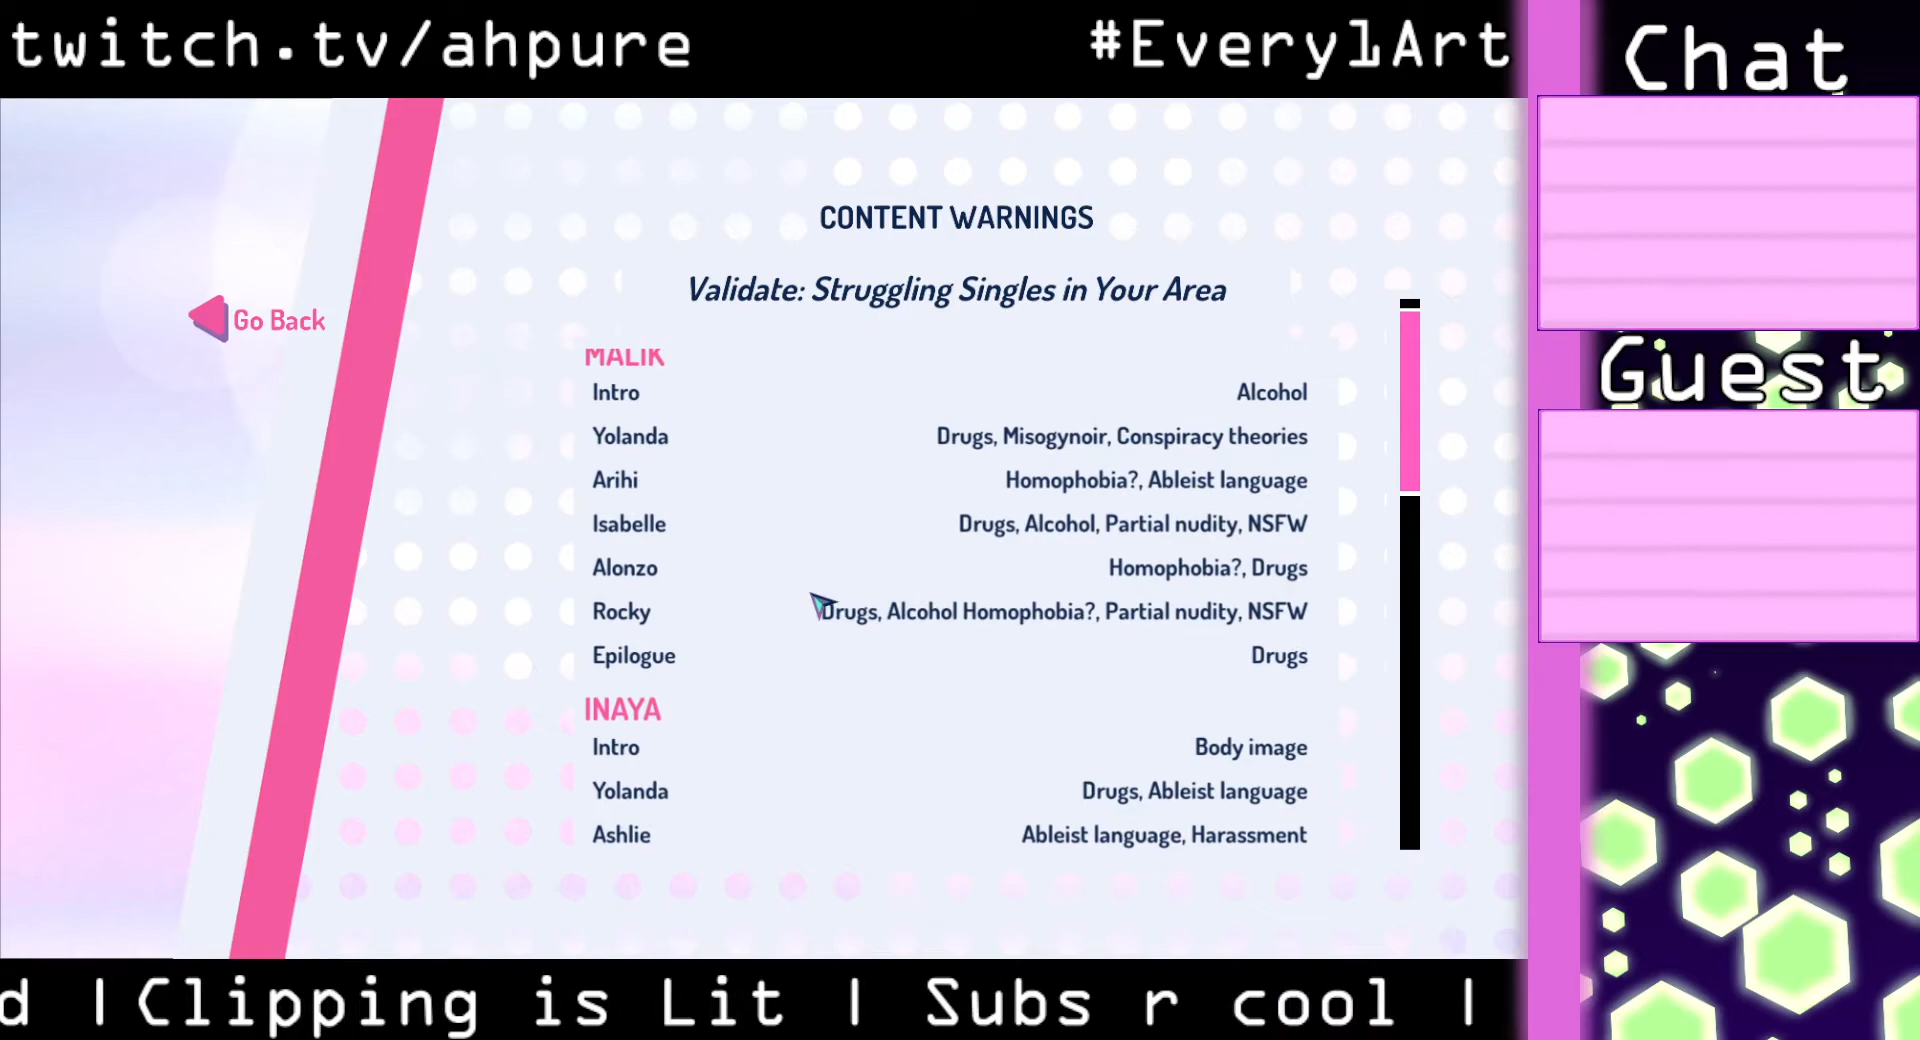 twitch.tv/ahpure #Every1Art
Chat
CONTENT WARNINGS
Validate: Struggling Singles in Your Area
Go Back
MALIK
Intro Alcohol
Yolanda Drugs, Misogynoir, Conspiracy theories
Arihi Homophobia?, Ableist language
Isabelle Drugs, Alcohol, Partial nudity, NSFW
Alonzo Homophobia?, Drugs
Rocky Drugs, Alcohol Homophobia?, Partial nudity, NSFW
Epilogue Drugs
INAYA
Intro Body image
Yolanda Drugs, Ableist language
Ashlie Ableist language, Harassment
Guest
d | Clipping is Lit | Subs r cool |